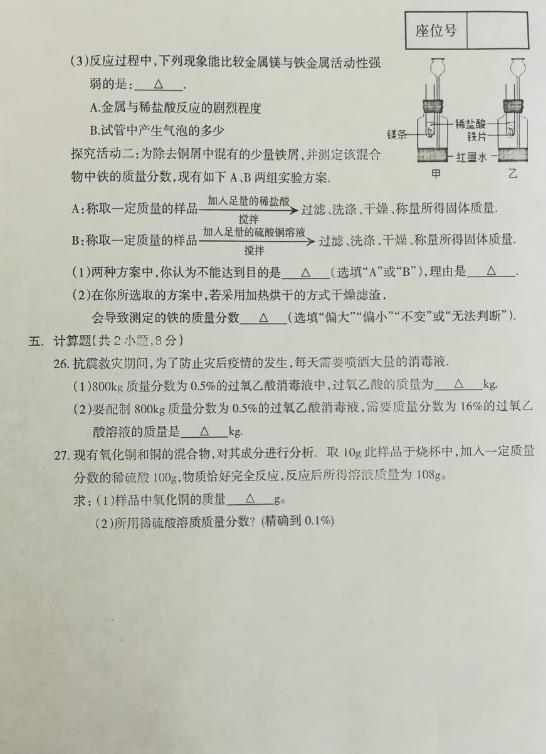 座位号
(3)反应过程中,下列现象能比较金属镁与铁金属活动性强
弱的是:△.
A.金属与稀盐酸反应的剧烈程度
B.试管中产生气泡的多少
镁条
稀盐酸
铁片
红墨水
甲
乙
探究活动二:为除去铜屑中混有的少量铁屑,并测定该混合
物中铁的质量分数,现有如下A、B两组实验方案.
A:称取一定质量的样品 加入足量的稀盐酸 搅拌 过滤、洗涤、干燥、称量所得固体质量.
B:称取一定质量的样品 加入足量的硫酸铜溶液 搅拌 过滤、洗涤、干燥、称量所得固体质量.
(1)两种方案中,你认为不能达到目的是△(选填“A”或“B”),理由是△.
(2)在你所选取的方案中,若采用加热烘干的方式干燥滤渣,
会导致测定的铁的质量分数△(选填“偏大”“偏小”“不变”或“无法判断”).
五、计算题(共2小题,8分)
26.抗震救灾期间,为了防止灾后疫情的发生,每天需要喷洒大量的消毒液.
(1)800kg质量分数为0.5%的过氧乙酸消毒液中,过氧乙酸的质量为△kg.
(2)要配制800kg质量分数为0.5%的过氧乙酸消毒液,需要质量分数为16%的过氧乙
酸溶液的质量是△kg.
27.现有氧化铜和铜的混合物,对其成分进行分析. 取10g此样品于烧杯中,加入一定质量
分数的稀硫酸100g,物质恰好完全反应,反应后所得溶液质量为108g。
求:(1)样品中氧化铜的质量△g。
(2)所用稀硫酸溶质质量分数?(精确到0.1%)